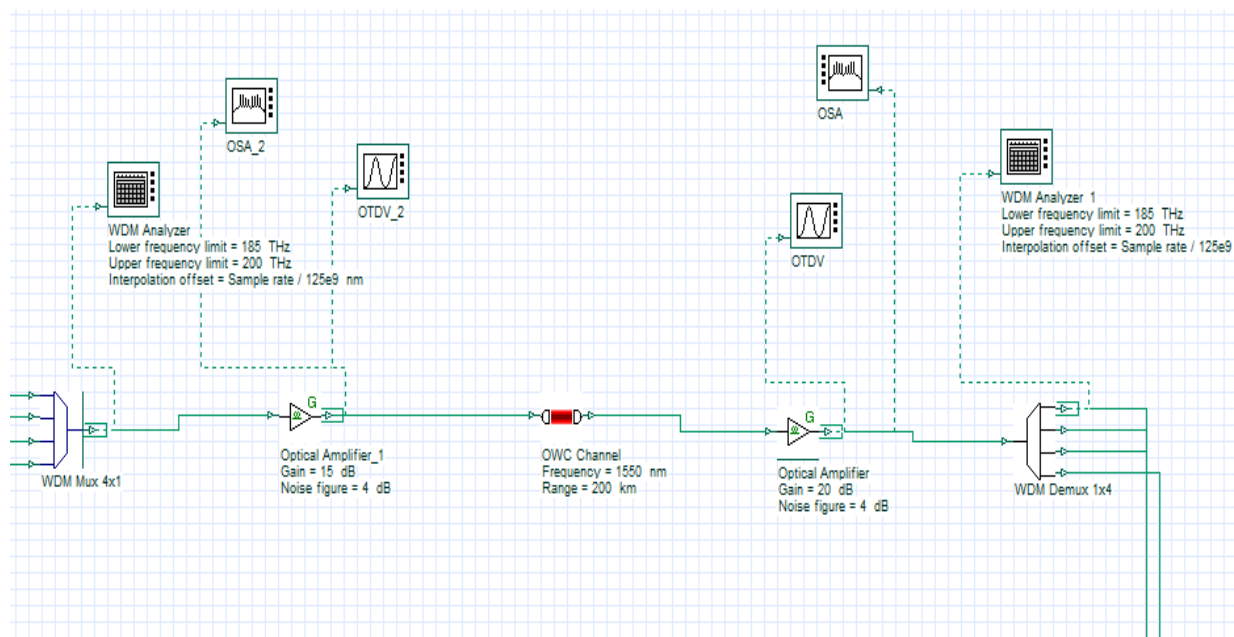 OSA_2
OSA
OTDV_2
WDM Analyzer
Lower frequency limit = 185 THz
Upper frequency limit = 200 THz
Interpolation offset = Sample rate / 125e9 nm
OTDV
WDM Analyzer 1
Lower frequency limit = 185 THz
Upper frequency limit = 200 THz
Interpolation offset = Sample rate / 125e9
WDM Mux 4x1
G
Optical Amplifier_1
Gain = 15 dB
Noise figure = 4 dB
OWC Channel
Frequency = 1550 nm
Range = 200 km
G
Optical Amplifier
Gain = 20 dB
Noise figure = 4 dB
WDM Demux 1x4